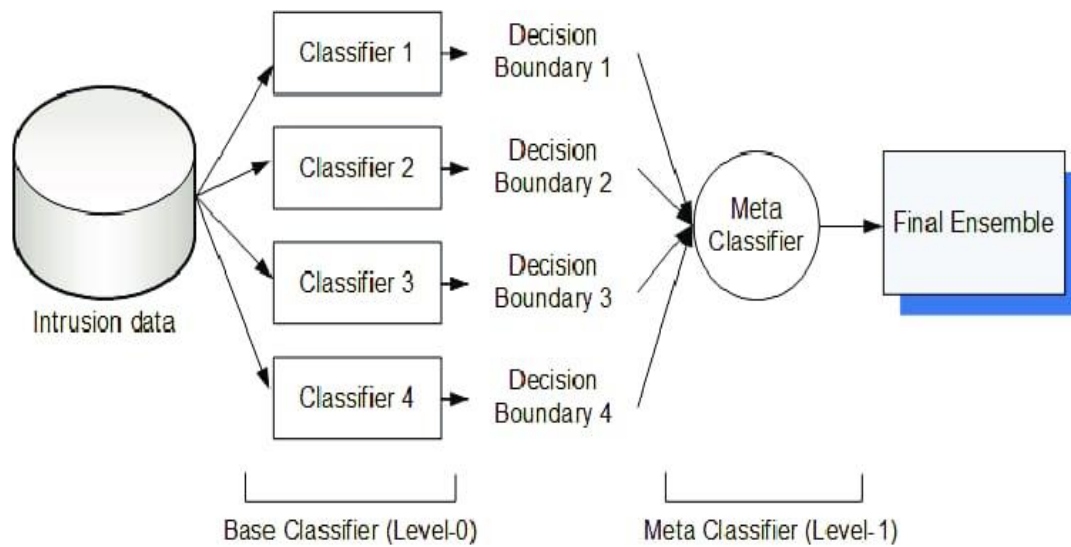 Intrusion data
Classifier 1
Decision
Boundary 1
Classifier 2
Decision
Boundary 2
Classifier 3
Decision
Boundary 3
Classifier 4
Decision
Boundary 4
Meta
Classifier
Final Ensemble
Base Classifier (Level-0)
Meta Classifier (Level-1)